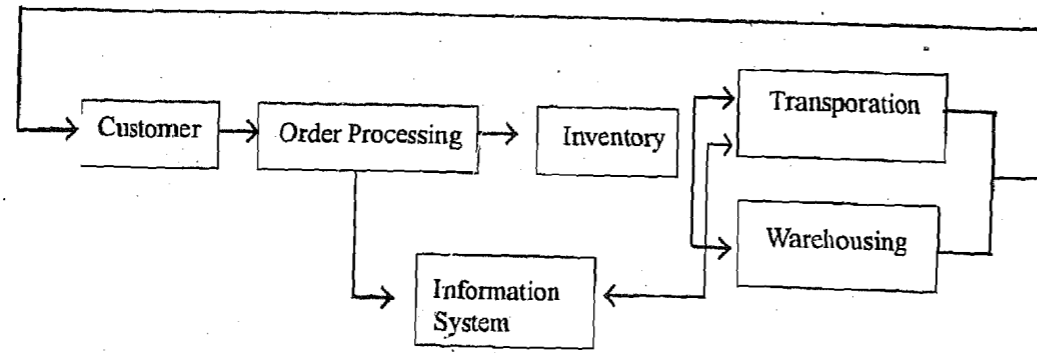 Customer
Order Processing
Inventory
Transporation
Warehousing
Information
System